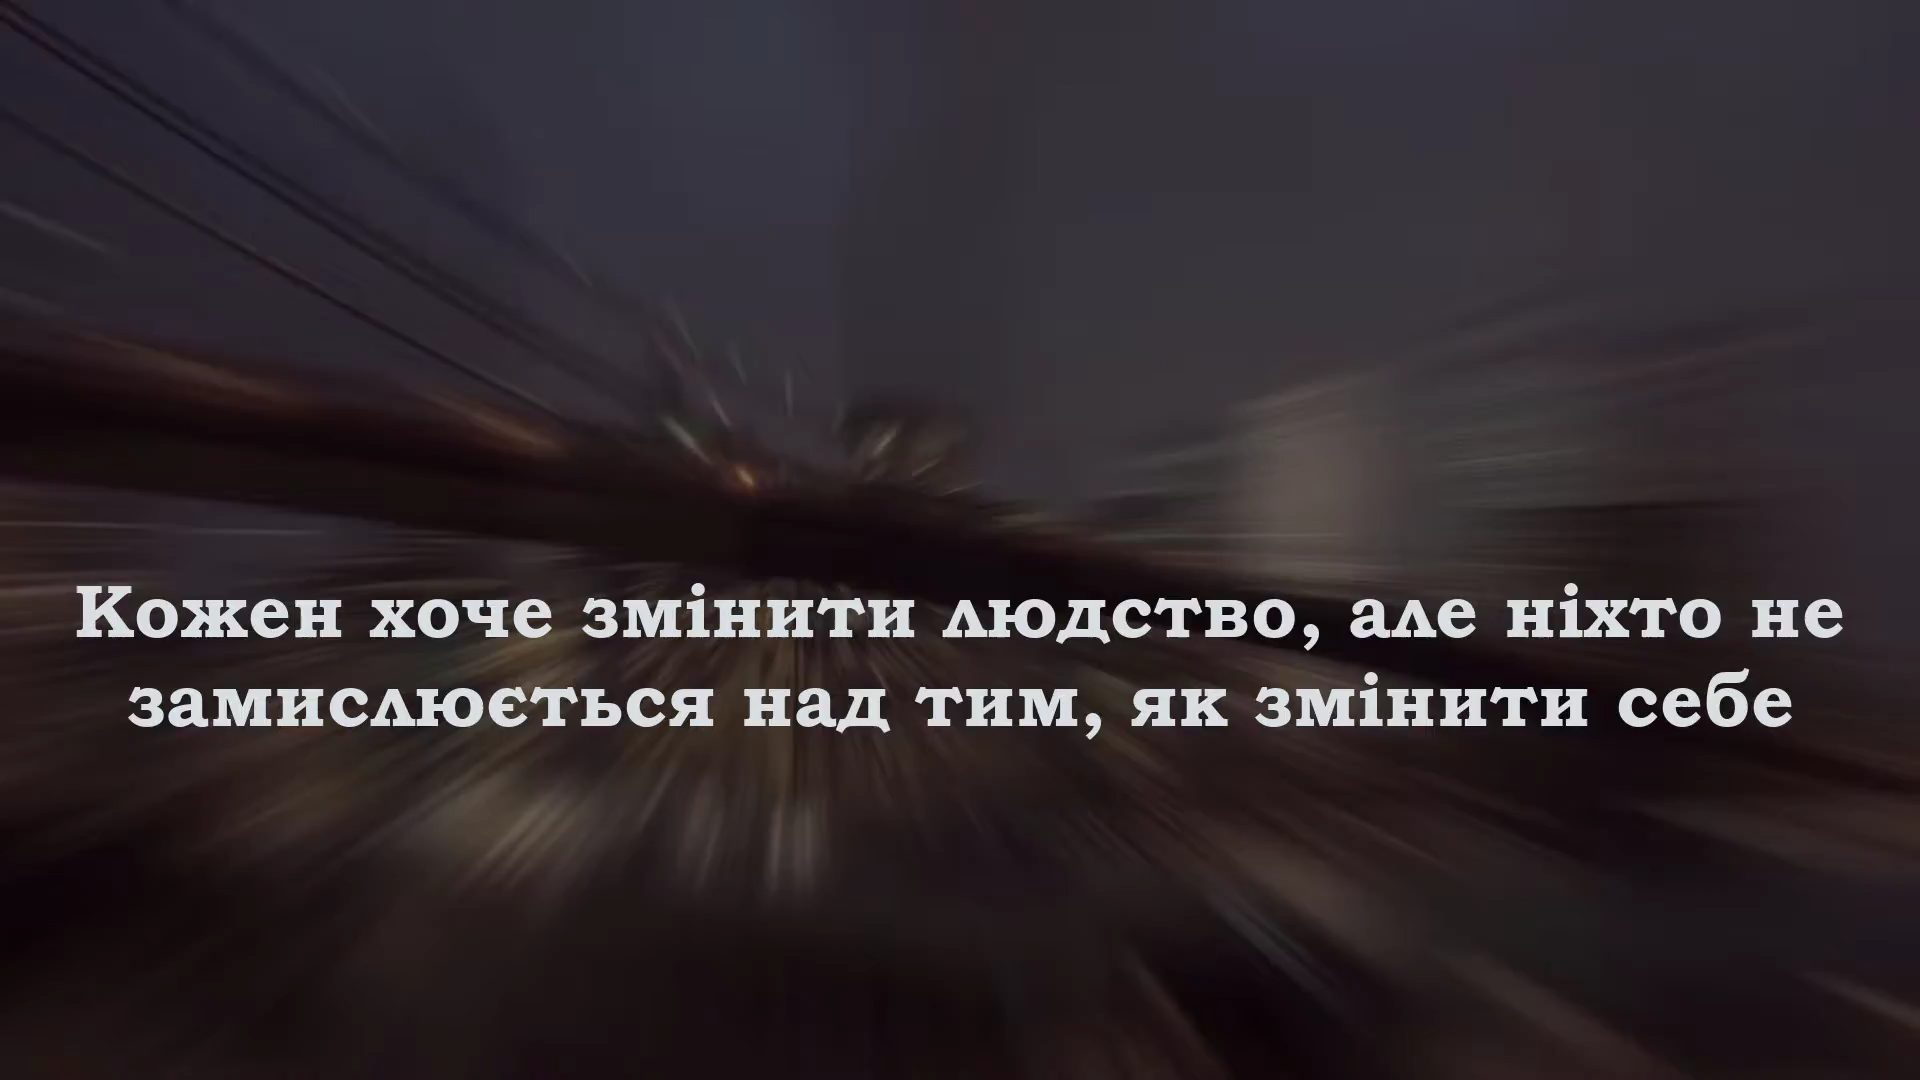 Кожен хоче змінити людство, але ніхто не
замислюється над тим, як змінити себе